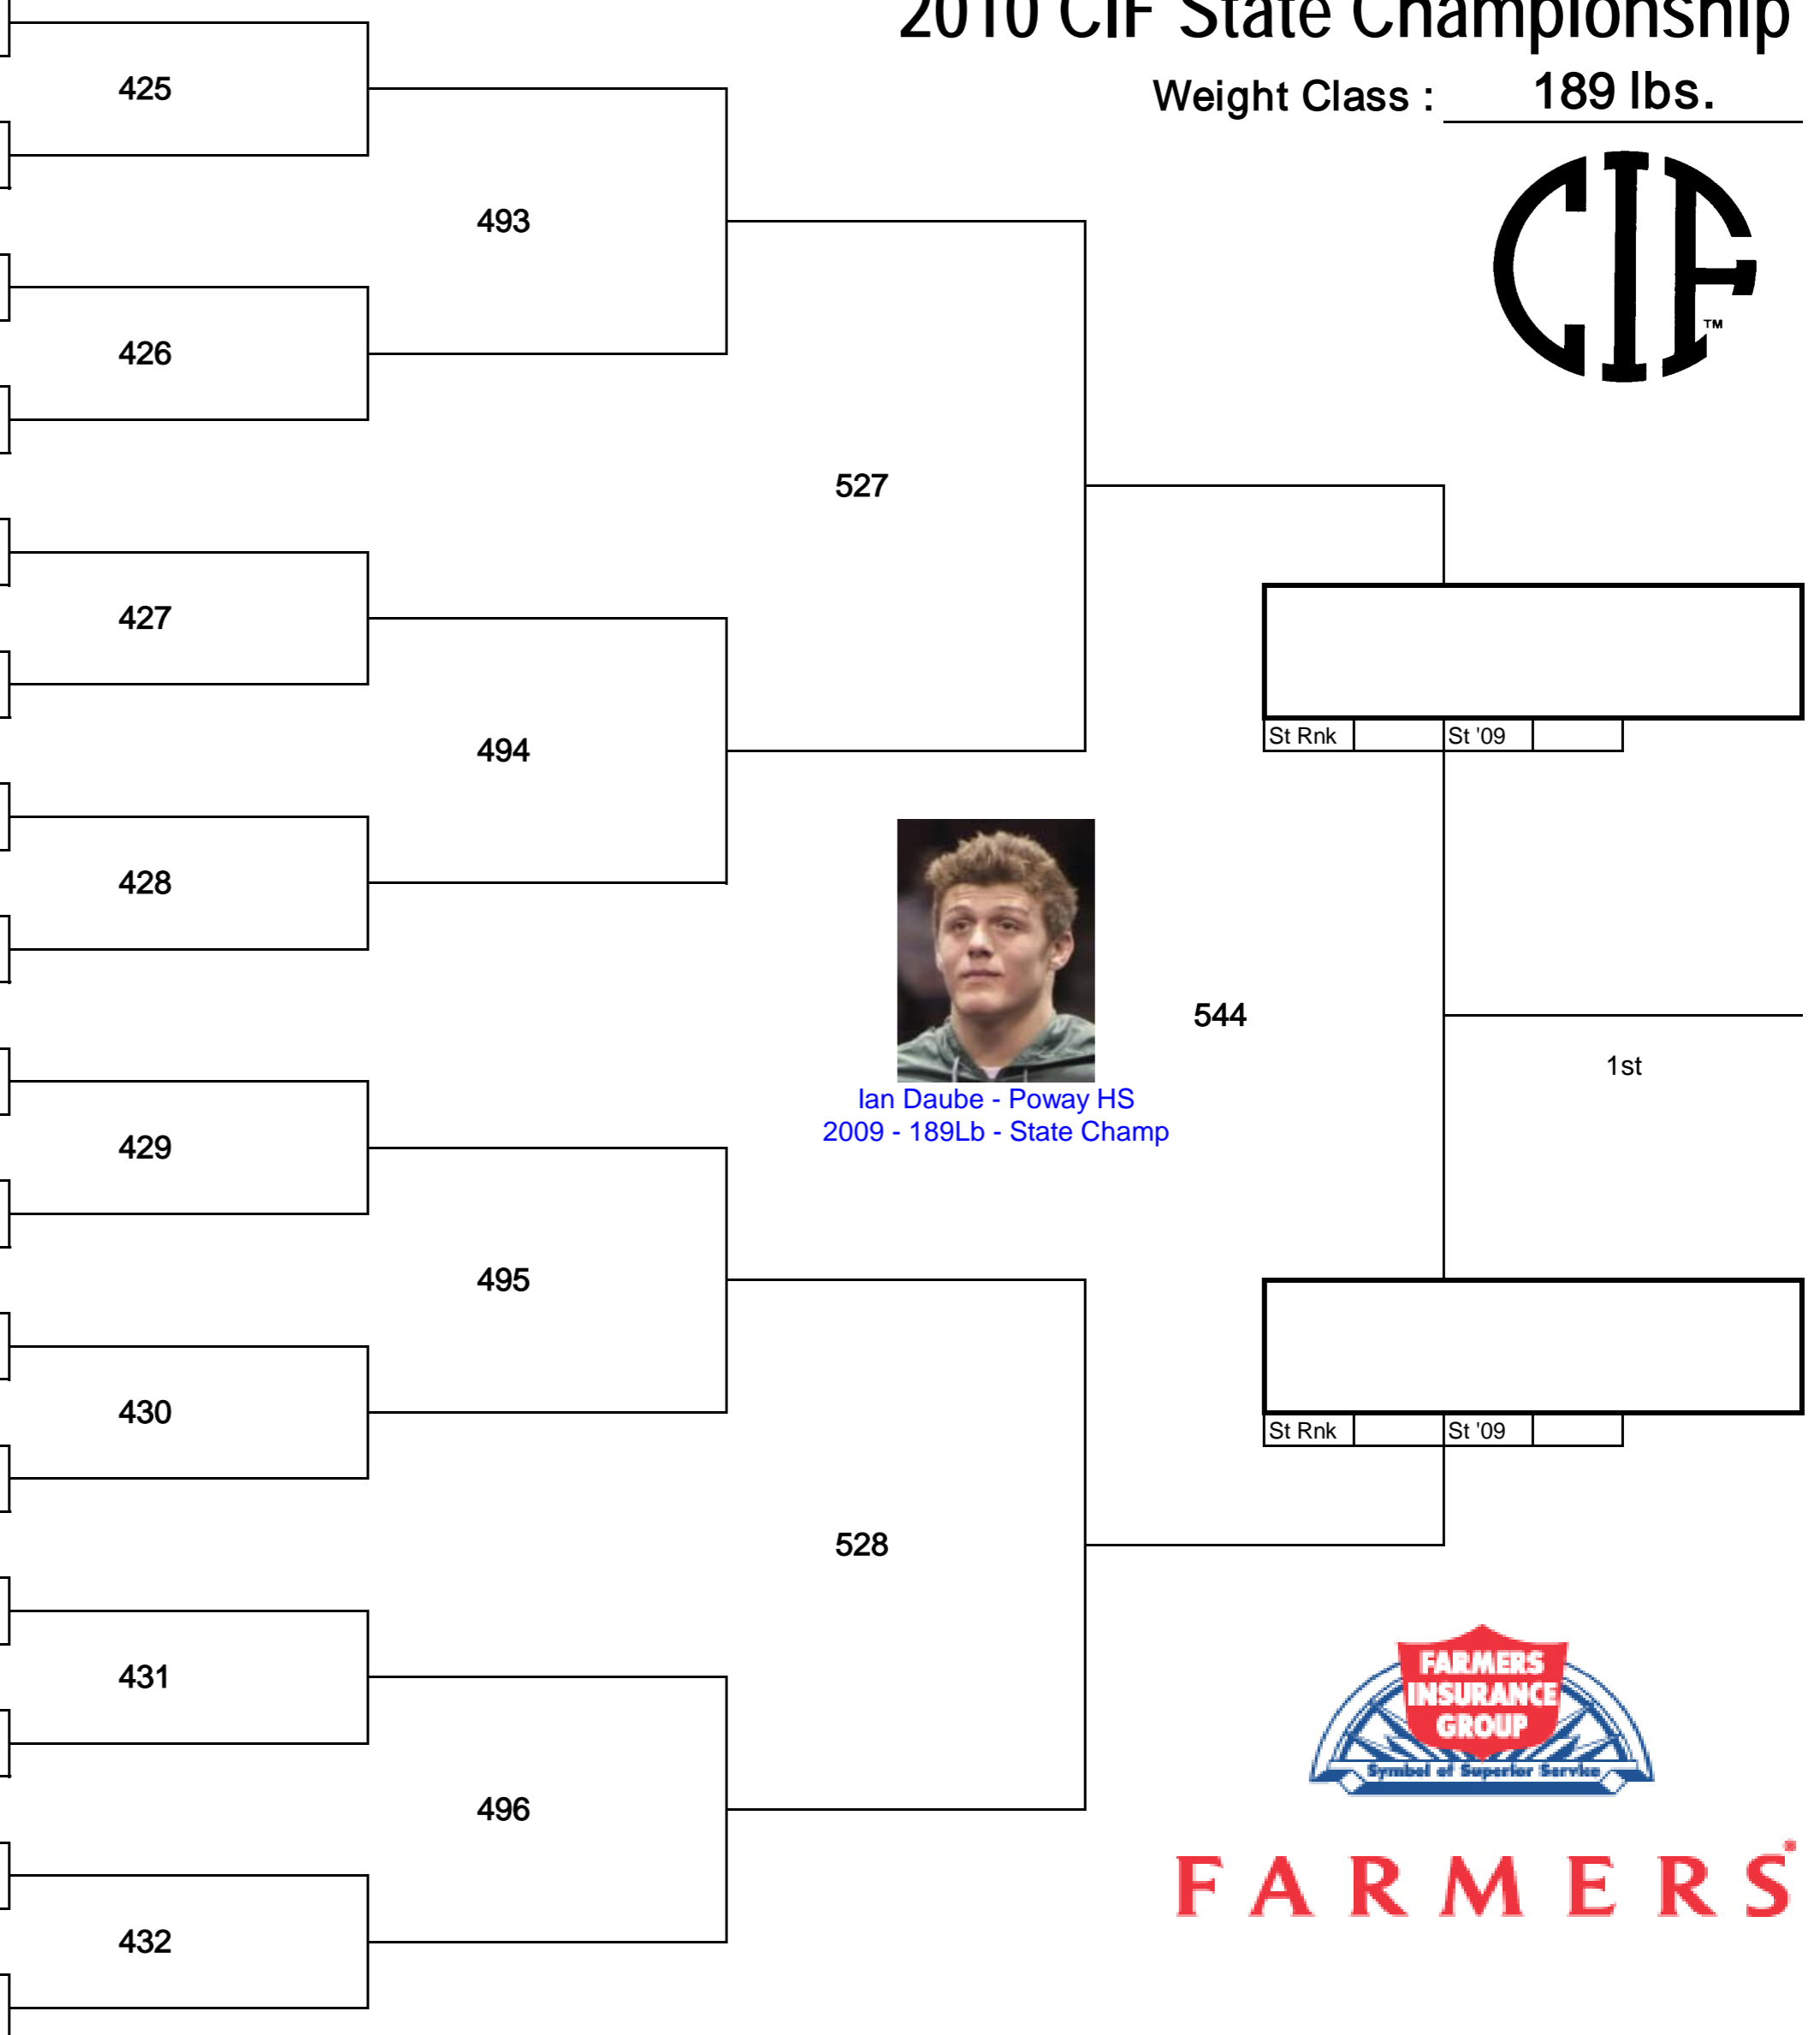 2010 CIF State Championship
Weight Class : 189 lbs.
CIF
TM
425
493
426
527
427
St Rnk St '09
494
428
544
1st
Ian Daube - Poway HS
2009 - 189Lb - State Champ
429
495
430
St Rnk St '09
528
431
FARMERS
INSURANCE
GROUP
Symbol of Superior Service
496
FARMERS
432